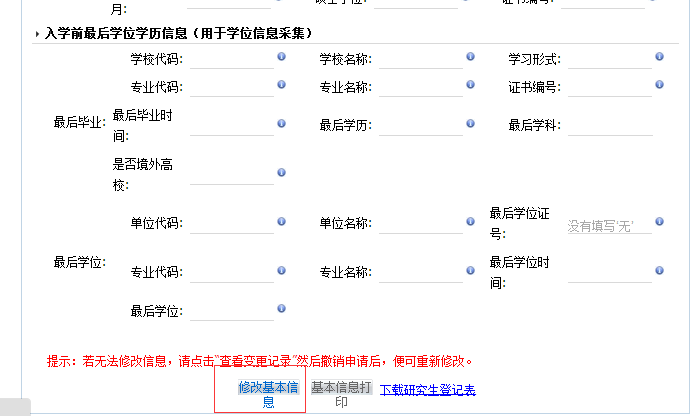 月: 硕士学位: 证书编号:
入学前最后学位学历信息（用于学位信息采集）
学校代码: 学校名称: 学习形式:
专业代码: 专业名称: 证书编号:
最后毕业: 最后毕业时间: 最后学历: 最后学科:
是否境外高校:
单位代码: 单位名称: 最后学位证号: 没有填写'无'
最后学位: 专业代码: 专业名称: 最后学位时间:
最后学位:
提示：若无法修改信息，请点击"查看变更记录"然后撤销申请后，便可重新修改。
修改基本信息 基本信息打印 下载研究生登记表